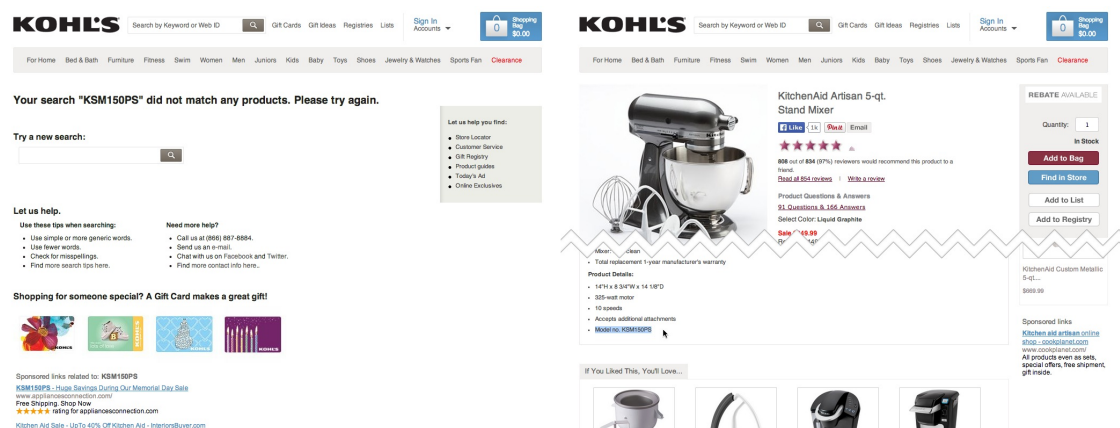 KOHL'S
Search by Keyword or Web ID
Gift Cards Gift Ideas Registries Lists
Sign In
Accounts
0
Shopping
Bag
$0.00
For Home Bed & Bath Furniture Fitness Swim Women Men Juniors Kids Baby Toys Shoes Jewelry & Watches Sports Fan Clearance
Your search "KSM150PS" did not match any products. Please try again.
Try a new search:
Let us help you find:
Store Locator
Customer Service
Gift Registry
Product guides
Today's Ad
Online Exclusives
Let us help.
Use these tips when searching:
Use simple or more generic words.
Use fewer words.
Check for misspellings.
Find more search tips here.
Need more help?
Call us at (866) 887-8884.
Send us an e-mail.
Chat with us on Facebook and Twitter.
Find more contact info here..
Shopping for someone special? A Gift Card makes a great gift!
KOHL'S
KOHL'S
KOHL'S
KOHL'S
Sponsored links related to: KSM150PS
KSM150PS - Huge Savings During Our Memorial Day Sale
www.appliancesconnection.com/
Free Shipping. Shop Now
rating for appliancesconnection.com
Kitchen Aid Sale - UpTo 40% Off Kitchen Aid - InteriorsBuyer.com
KOHL'S
Search by Keyword or Web ID
Gift Cards Gift Ideas Registries Lists
Sign In
Accounts
0
Shopping
Bag
$0.00
For Home Bed & Bath Furniture Fitness Swim Women Men Juniors Kids Baby Toys Shoes Jewelry & Watches Sports Fan Clearance
KitchenAid Artisan 5-qt.
Stand Mixer
Like 1k Pin it Email
808 out of 834 (97%) reviewers would recommend this product to a
friend.
Read all 854 reviews | Write a review
Product Questions & Answers
91 Questions & 166 Answers
Select Color: Liquid Graphite
Sale 49.99
REBATE AVAILABLE
Quantity: 1
In Stock
Add to Bag
Find in Store
Add to List
Add to Registry
Mixer: clean
Total replacement 1-year manufacturer's warranty
Product Details:
14"H x 8 3/4"W x 14 1/8"D
325-watt motor
10 speeds
Accepts additional attachments
Model no. KSM150PS
KitchenAid Custom Metallic
5-qt....
$669.99
Sponsored links
Kitchen aid artisan online
shop - cookplanet.com
www.cookplanet.com/
All products even as sets,
special offers, free shipment,
gift inside.
If You Liked This, You'll Love...